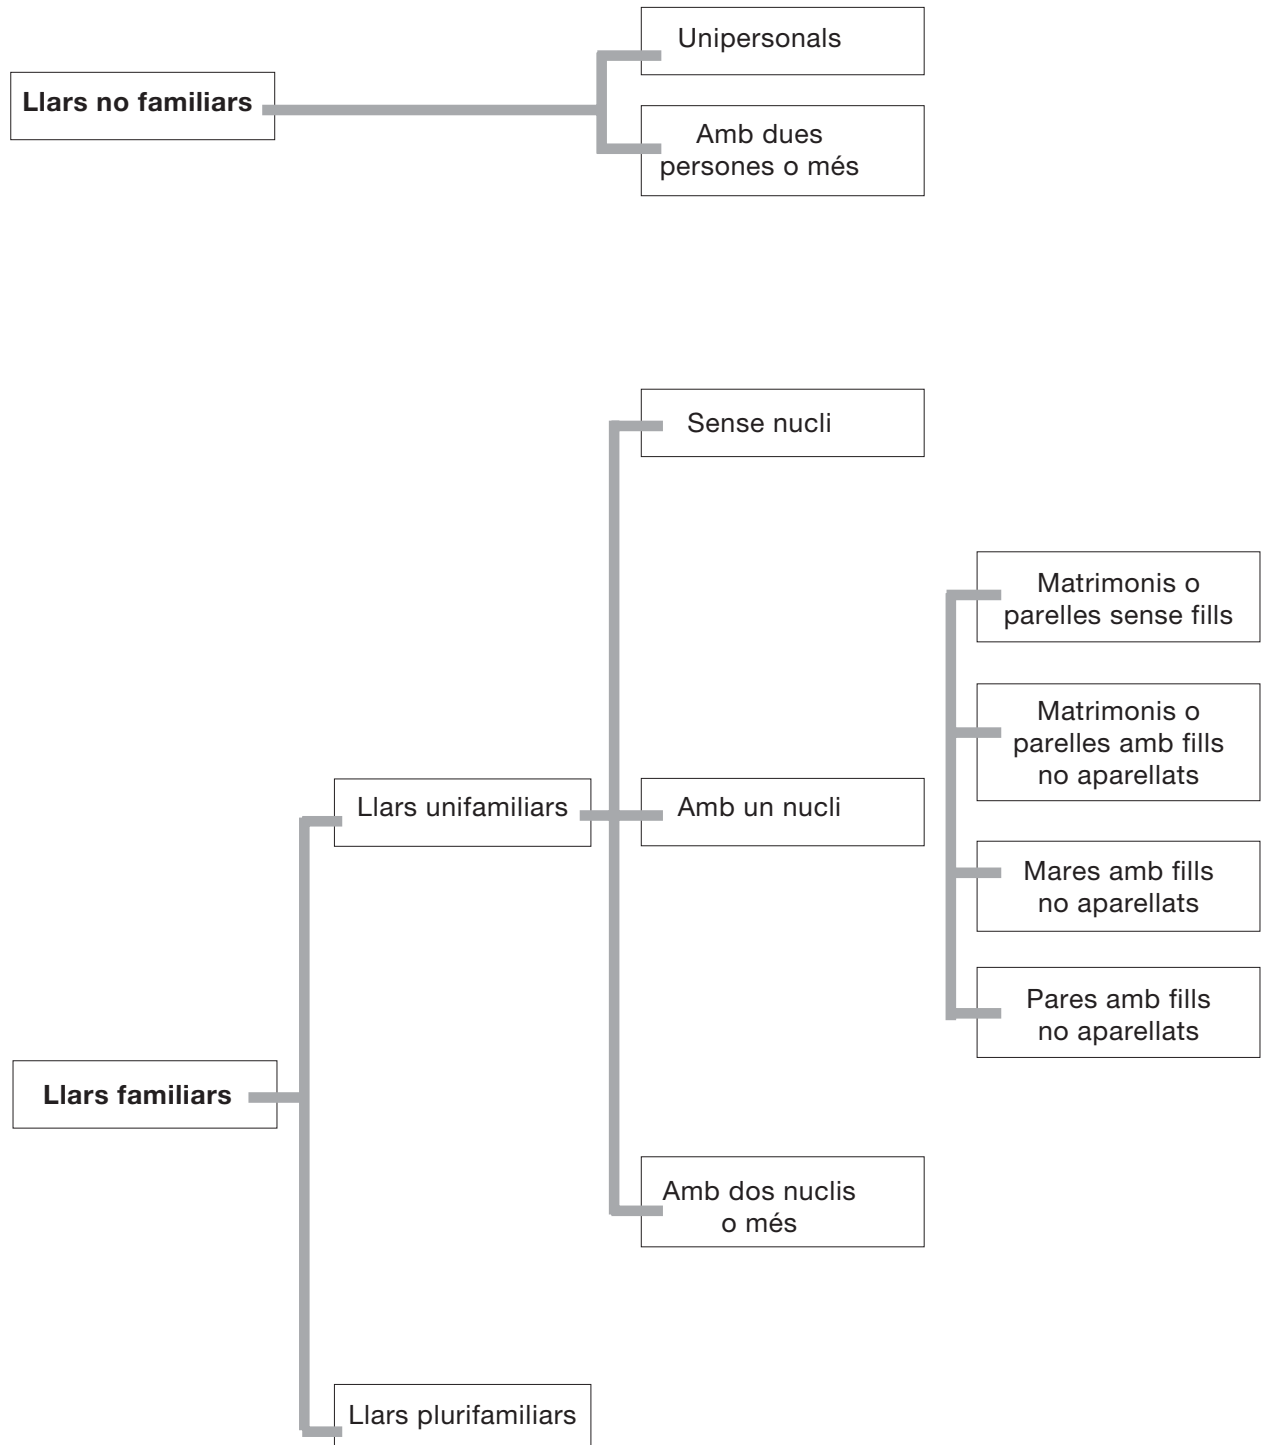 Llars no familiars
Unipersonals
Amb dues
persones o més
Llars familiars
Llars unifamiliars
Sense nucli
Amb un nucli
Matrimonis o
parelles sense fills
Matrimonis o
parelles amb fills
no aparellats
Mares amb fills
no aparellats
Pares amb fills
no aparellats
Amb dos nuclis
o més
Llars plurifamiliars